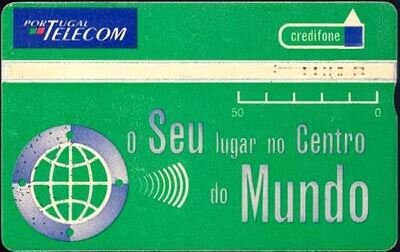 PORTUGAL
TELECOM
credifone
50 0
O Seu lugar no Centro
do Mundo